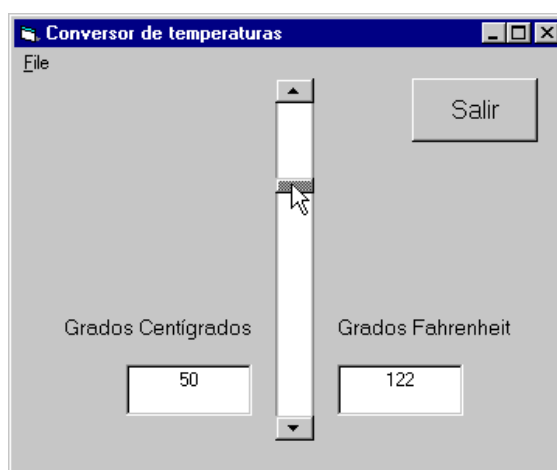 Conversor de temperaturas
File
Salir
Grados Centígrados
Grados Fahrenheit
50
122